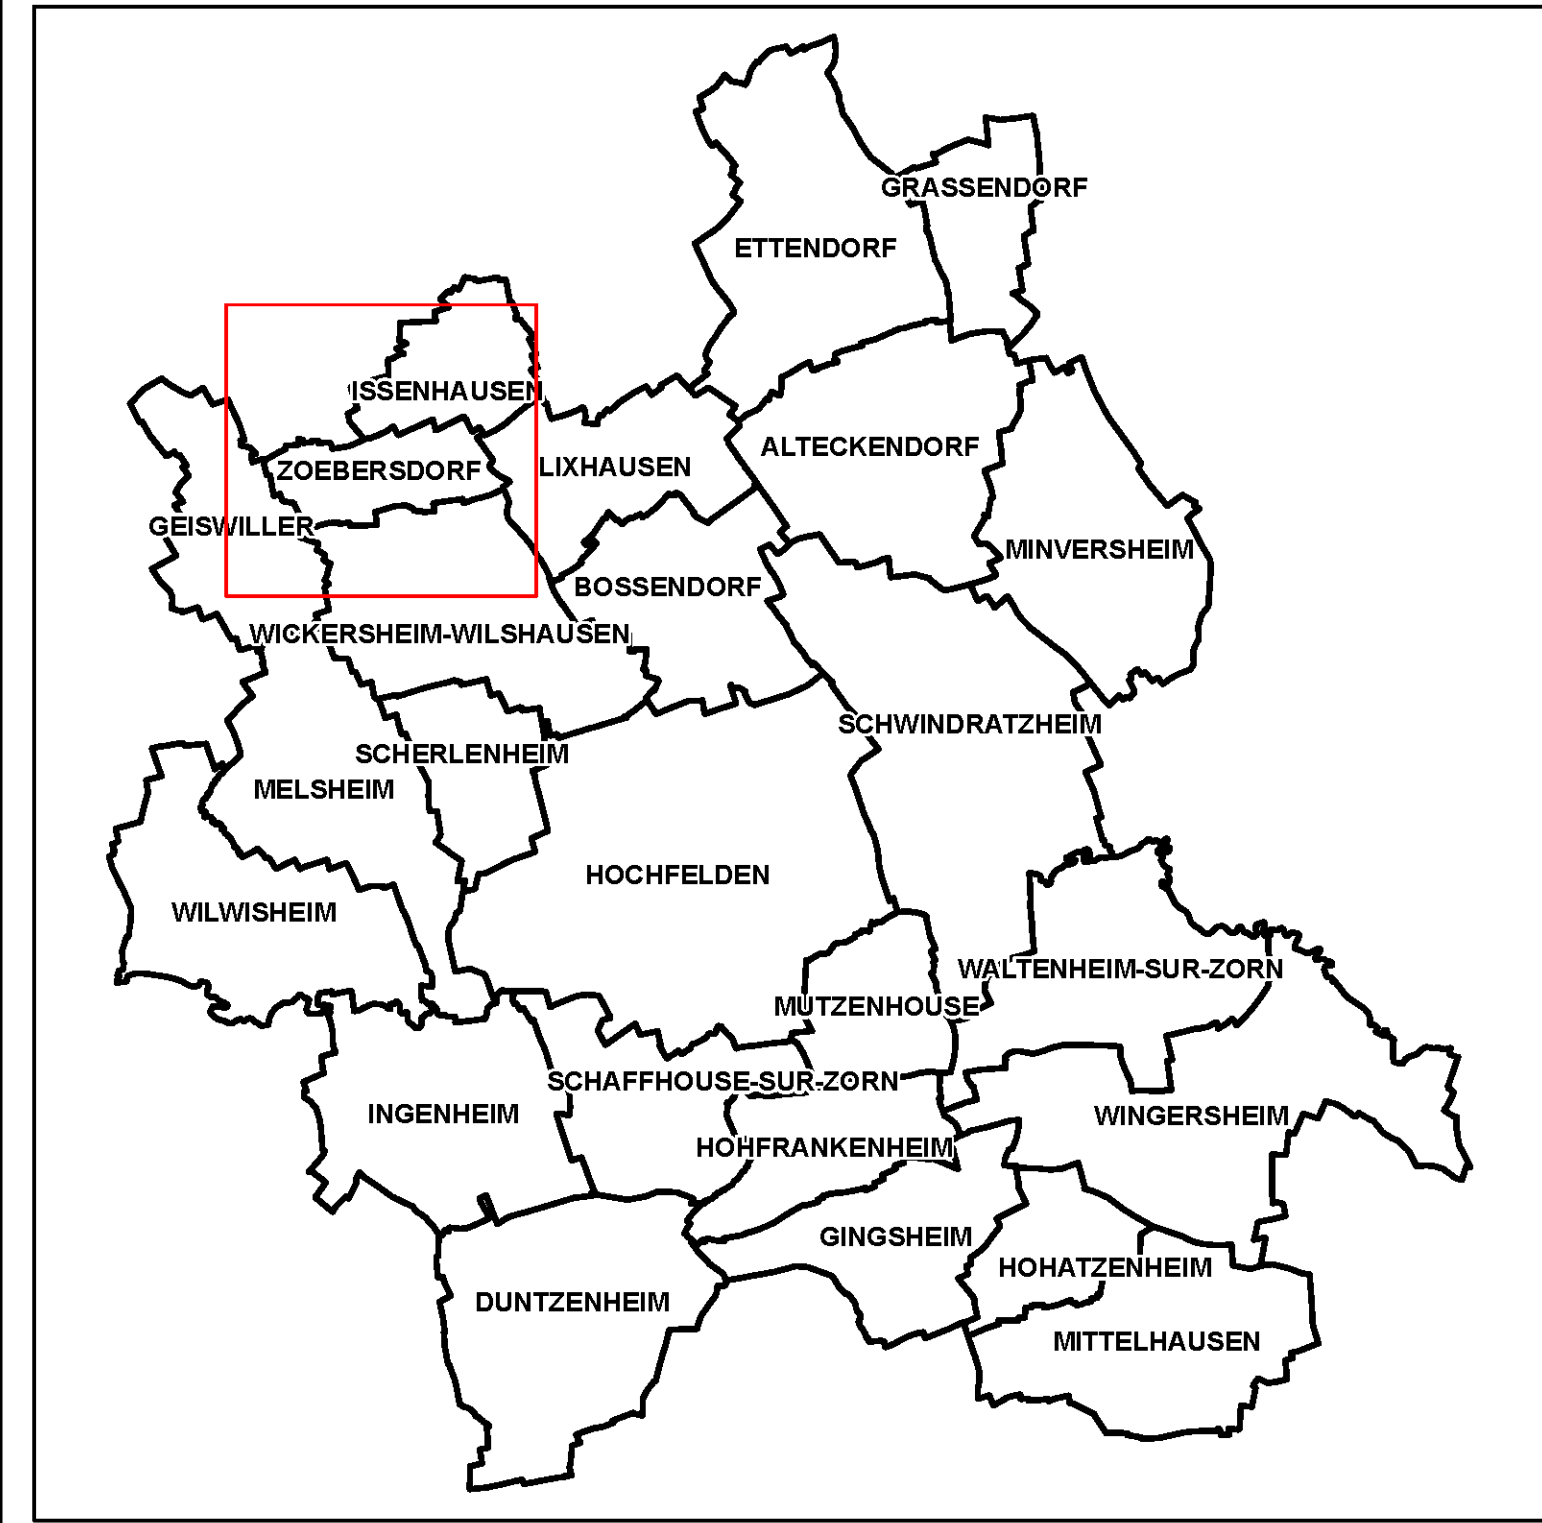 GRASSENDORF
ETTENDORF
ISSENHAUSEN
ALTECKENDORF
ZOEBERSDORF
LIXHAUSEN
GEISWILLER
MINVERSHEIM
BOSSENDORF
WICKERSHEIM-WILSHAUSEN
SCHWINDRATZHEIM
SCHERLENHEIM
MELSHEIM
HOCHFELDEN
WILWISHEIM
WALTENHEIM-SUR-ZORN
MUTZENHOUSE
SCHAFFHOUSE-SUR-ZORN
INGENHEIM
WINGERSHEIM
HOHFRANKENHEIM
GINGSHEIM
HOHATZENHEIM
DUNTZENHEIM
MITTELHAUSEN